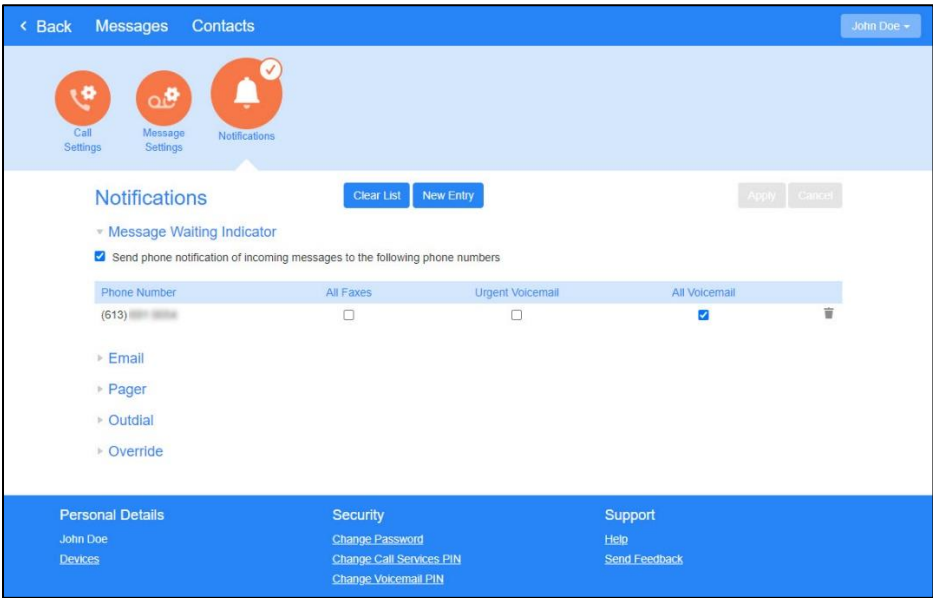 Back Messages Contacts John Doe
Call Settings
Message Settings
Notifications
Notifications Clear List New Entry Apply Cancel
Message Waiting Indicator
Send phone notification of incoming messages to the following phone numbers
Phone Number All Faxes Urgent Voicemail All Voicemail
(613)
Email
Pager
Outdial
Override
Personal Details Security Support
John Doe Change Password Help
Devices Change Call Services PIN Send Feedback
Change Voicemail PIN